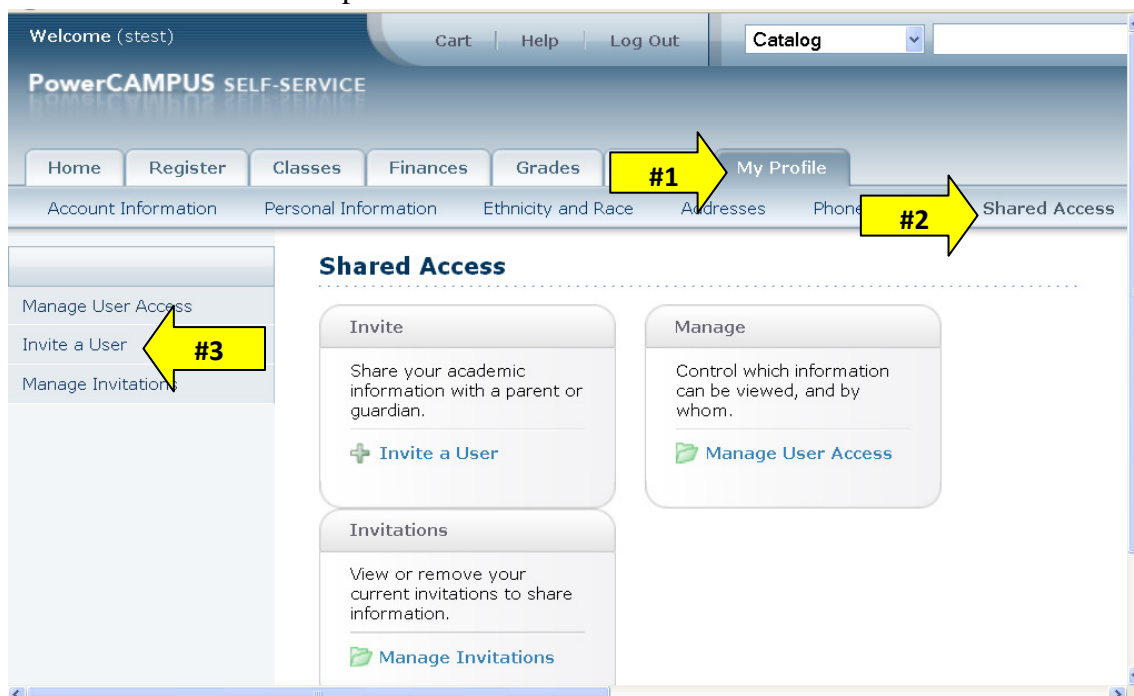 Welcome (stest)
Cart Help Log Out
Catalog
PowerCAMPUS SELF-SERVICE
Home Register Classes Finances Grades #1 My Profile
Account Information Personal Information Ethnicity and Race Addresses Phone #2 Shared Access
Shared Access
Manage User Access
Invite a User #3
Manage Invitations
Invite
Share your academic
information with a parent or
guardian.
Invite a User
Manage
Control which information
can be viewed, and by
whom.
Manage User Access
Invitations
View or remove your
current invitations to share
information.
Manage Invitations